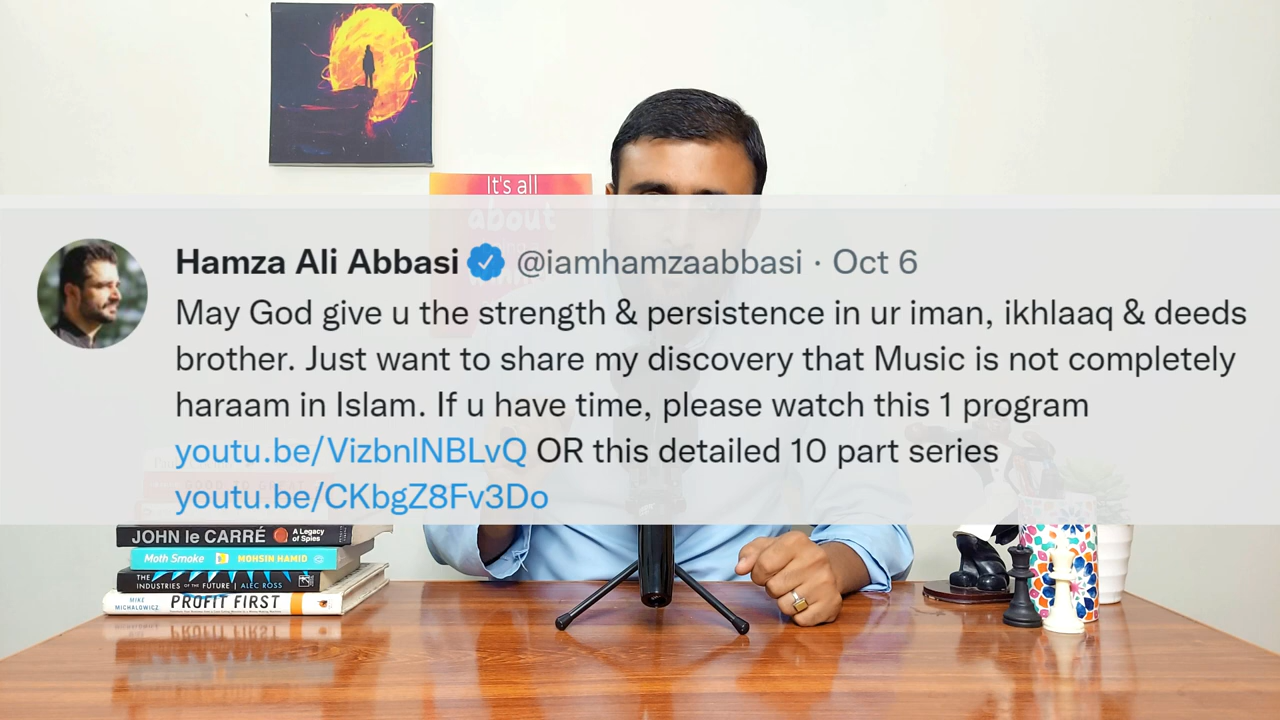 It's all
about
Hamza Ali Abbasi @iamhamzaabbasi · Oct 6
May God give u the strength & persistence in ur iman, ikhlaaq & deeds
brother. Just want to share my discovery that Music is not completely
haraam in Islam. If u have time, please watch this 1 program
youtu.be/VizbnlNBLvQ OR this detailed 10 part series
youtu.be/CKbgZ8Fv3Do
JOHN le CARRÉ A Legacy of Spies
Moth Smoke MOHSIN HAMID
THE INDUSTRIES OF THE FUTURE | ALEC ROSS
MIKE MICHALOWICZ PROFIT FIRST